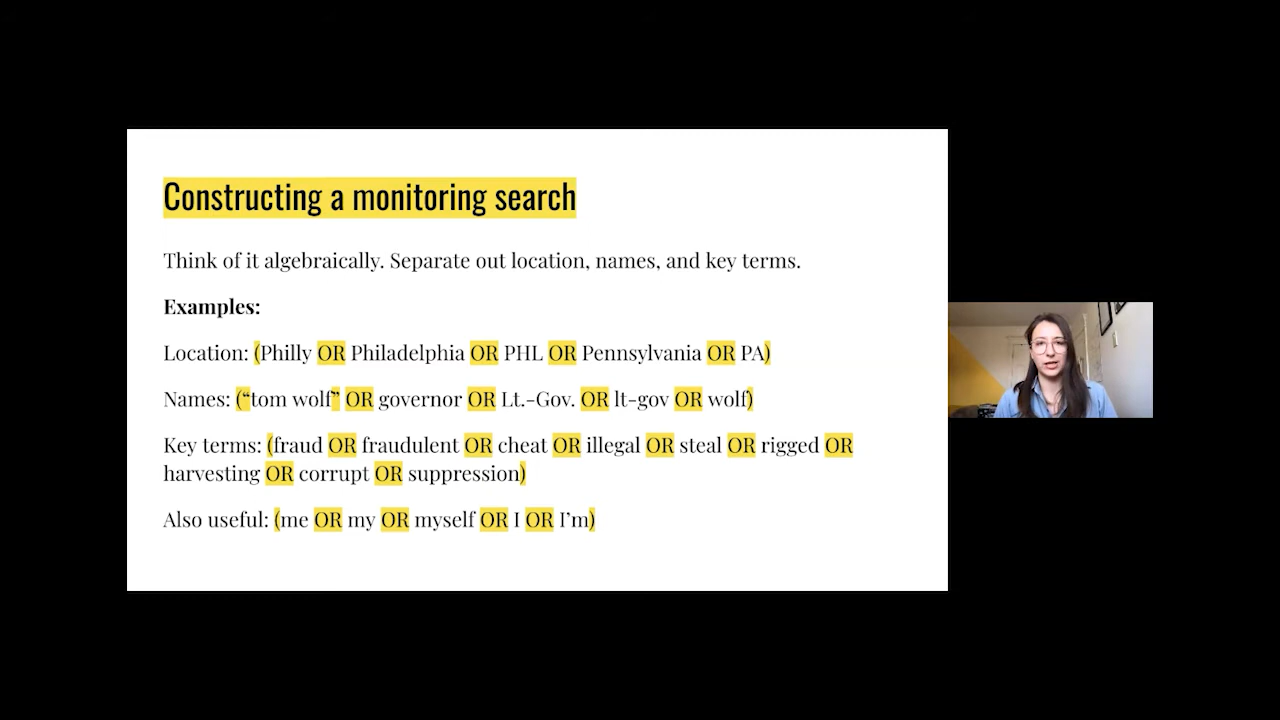 Constructing a monitoring search
Think of it algebraically. Separate out location, names, and key terms.
Examples:
Location: (Philly OR Philadelphia OR PHL OR Pennsylvania OR PA)
Names: (“tom wolf” OR governor OR Lt.-Gov. OR lt-gov OR wolf)
Key terms: (fraud OR fraudulent OR cheat OR illegal OR steal OR rigged OR
harvesting OR corrupt OR suppression)
Also useful: (me OR my OR myself OR I OR I’m)